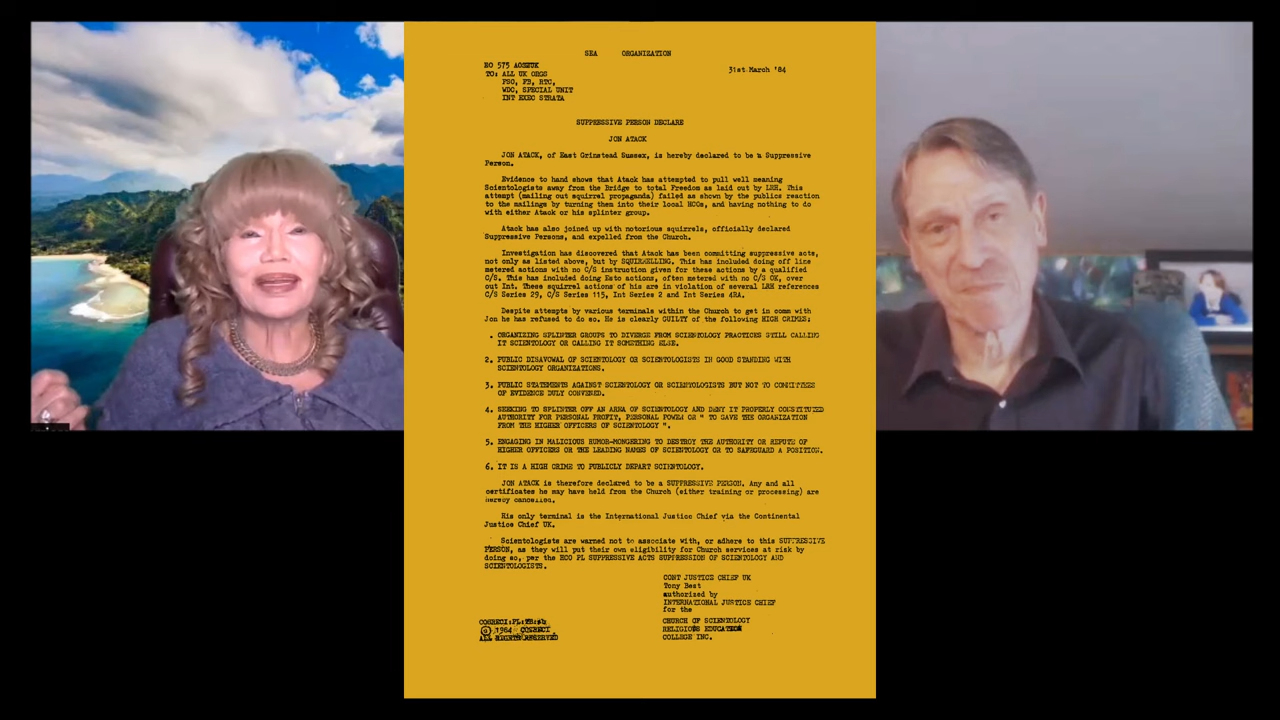 SEA ORGANIZATION
31st March '84
TO: ALL UK ORGS
FSO, FB, RTC,
WDC, SPECIAL UNIT
INT EXEC STRATA
SUPPRESSIVE PERSON DECLARE
JON ATACK
JON ATACK, of East Grinstead Sussex, is hereby declared to be a Suppressive
Person.
Evidence to hand shows that Atack has attempted to pull well meaning
Scientologists away from the Bridge to total Freedom as laid out by LRH. This
attempt (mailing out squirrel propaganda) failed as shown by the publics reaction
to the mailings by turning them into their local HCOs, and having nothing to do
with either Atack or his splinter group.
Atack has also joined up with notorious squirrels, officially declared
Suppressive Persons, and expelled from the Church.
Investigation has discovered that Atack has been committing suppressive acts,
not only as listed above, but by SQUIRRELLING. This has included doing off line
metered actions with no C/S instruction given for these actions by a qualified
C/S. This has included doing Esto actions, often metered with no C/S OK, over
out Int. These squirrel actions of his are in violation of several LRH references
C/S Series 29, C/S Series 115, Int Series 2 and Int Series 4RA.
Despite attempts by various terminals within the Church to get in comm with
Jon he has refused to do so. He is clearly GUILTY of the following HIGH CRIMES:
. ORGANIZING SPLINTER GROUPS TO DIVERGE FROM SCIENTOLOGY PRACTICES STILL CALLING
IT SCIENTOLOGY OR CALLING IT SOMETHING ELSE.
2. PUBLIC DISAVOWAL OF SCIENTOLOGY OR SCIENTOLOGISTS IN GOOD STANDING WITH
SCIENTOLOGY ORGANIZATIONS.
3. PUBLIC STATEMENTS AGAINST SCIENTOLOGY OR SCIENTOLOGISTS BUT NOT TO COMMITTEES
OF EVIDENCE DULY CONVENED.
4. SEEKING TO SPLINTER OFF AN AREA OF SCIENTOLOGY AND DENY IT PROPERLY CONSTITUTED
AUTHORITY FOR PERSONAL PROFIT, PERSONAL POWER OR " TO SAVE THE ORGANIZATION
FROM THE HIGHER OFFICERS OF SCIENTOLOGY ".
5. ENGAGING IN MALICIOUS RUMOR-MONGERING TO DESTROY THE AUTHORITY OR REPUTE OF
HIGHER OFFICERS OR THE LEADING NAMES OF SCIENTOLOGY OR TO SAFEGUARD A POSITION.
6. IT IS A HIGH CRIME TO PUBLICLY DEPART SCIENTOLOGY.
JON ATACK is therefore declared to be a SUPPRESSIVE PERSON. Any and all
certificates he may have held from the Church (either training or processing) are
hereby cancelled.
His only terminal is the International Justice Chief via the Continental
Justice Chief UK.
Scientologists are warned not to associate with, or adhere to this SUPPRESSIVE
PERSON, as they will put their own eligibility for Church services at risk by
doing so, per the HCO PL SUPPRESSIVE ACTS SUPPRESSION OF SCIENTOLOGY AND
SCIENTOLOGISTS.
CONT JUSTICE CHIEF UK
Tony Best
authorized by
INTERNATIONAL JUSTICE CHIEF
for the
CHURCH OF SCIENTOLOGY
RELIGIOUS EDUCATION
COLLEGE INC.
© 1984 COSRECI
ALL RIGHTS RESERVED